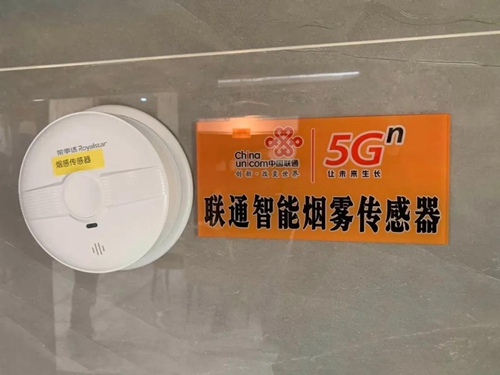 荣事达 Royalstar
烟感传感器
China
unicom中国联通
创新·改变世界
5Gⁿ
让未来生长
联通智能烟雾传感器